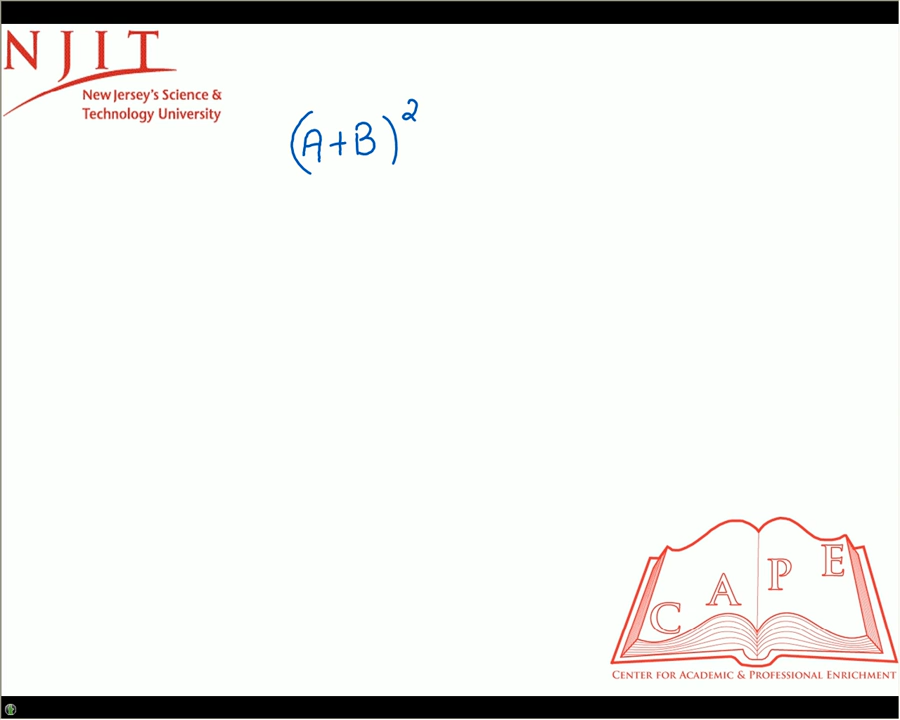 NJIT
New Jersey's Science &
Technology University
(A+B)²
C A P E
CENTER FOR ACADEMIC & PROFESSIONAL ENRICHMENT